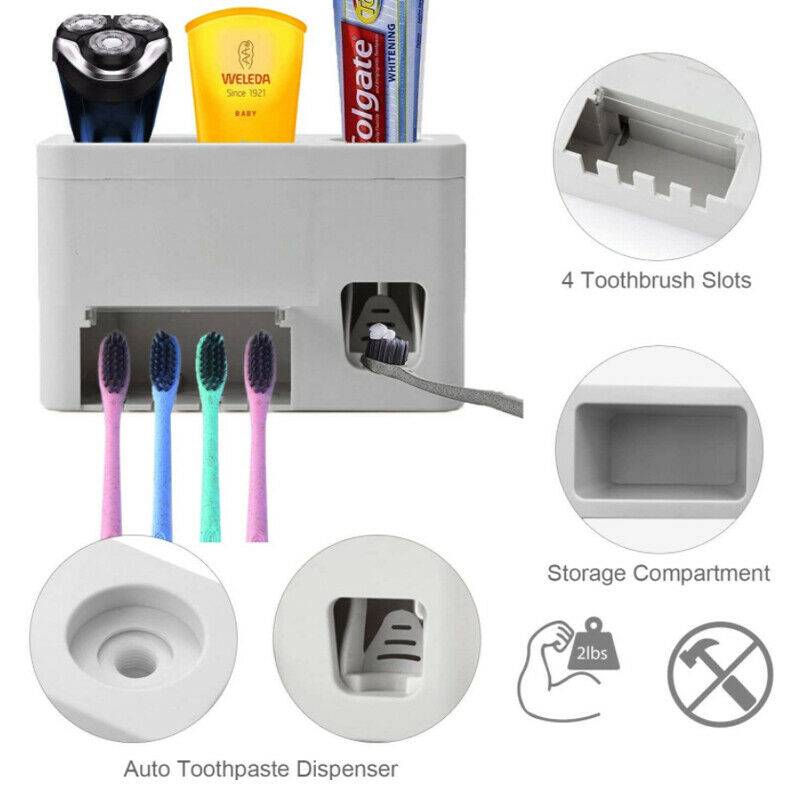 WELEDA
Since 1921
BABY
Colgate
WHITENING
4 Toothbrush Slots
Storage Compartment
2lbs
Auto Toothpaste Dispenser